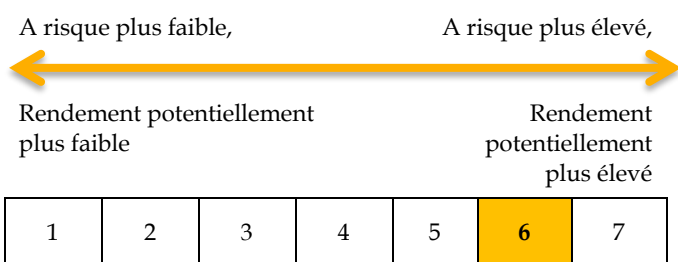 A risque plus faible, A risque plus élevé,
Rendement potentiellement Rendement
plus faible potentiellement
plus élevé
1 2 3 4 5 6 7